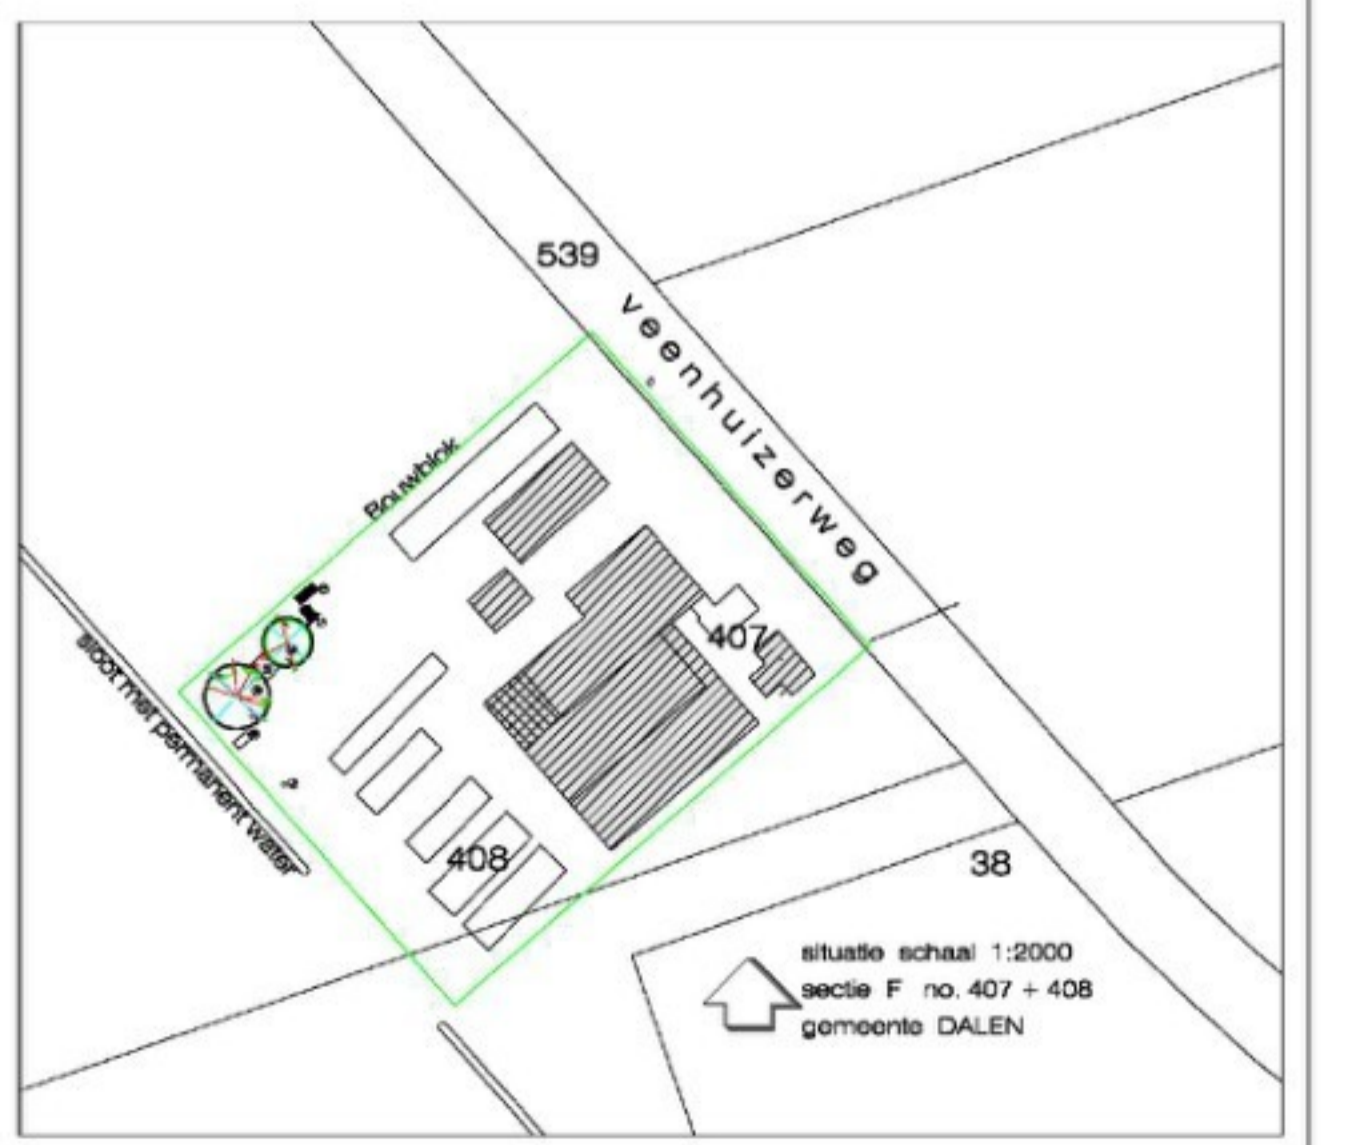 539
veenhuizerweg
Bouwblok
407
sloot met permanent water
408
38
situatie schaal 1:2000
sectie F no. 407 + 408
gemeente DALEN